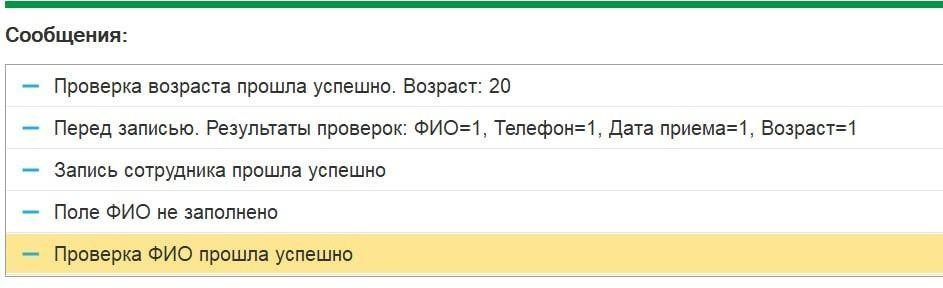 Сообщения:
Проверка возраста прошла успешно. Возраст: 20
Перед записью. Результаты проверок: ФИО=1, Телефон=1, Дата приема=1, Возраст=1
Запись сотрудника прошла успешно
Поле ФИО не заполнено
Проверка ФИО прошла успешно